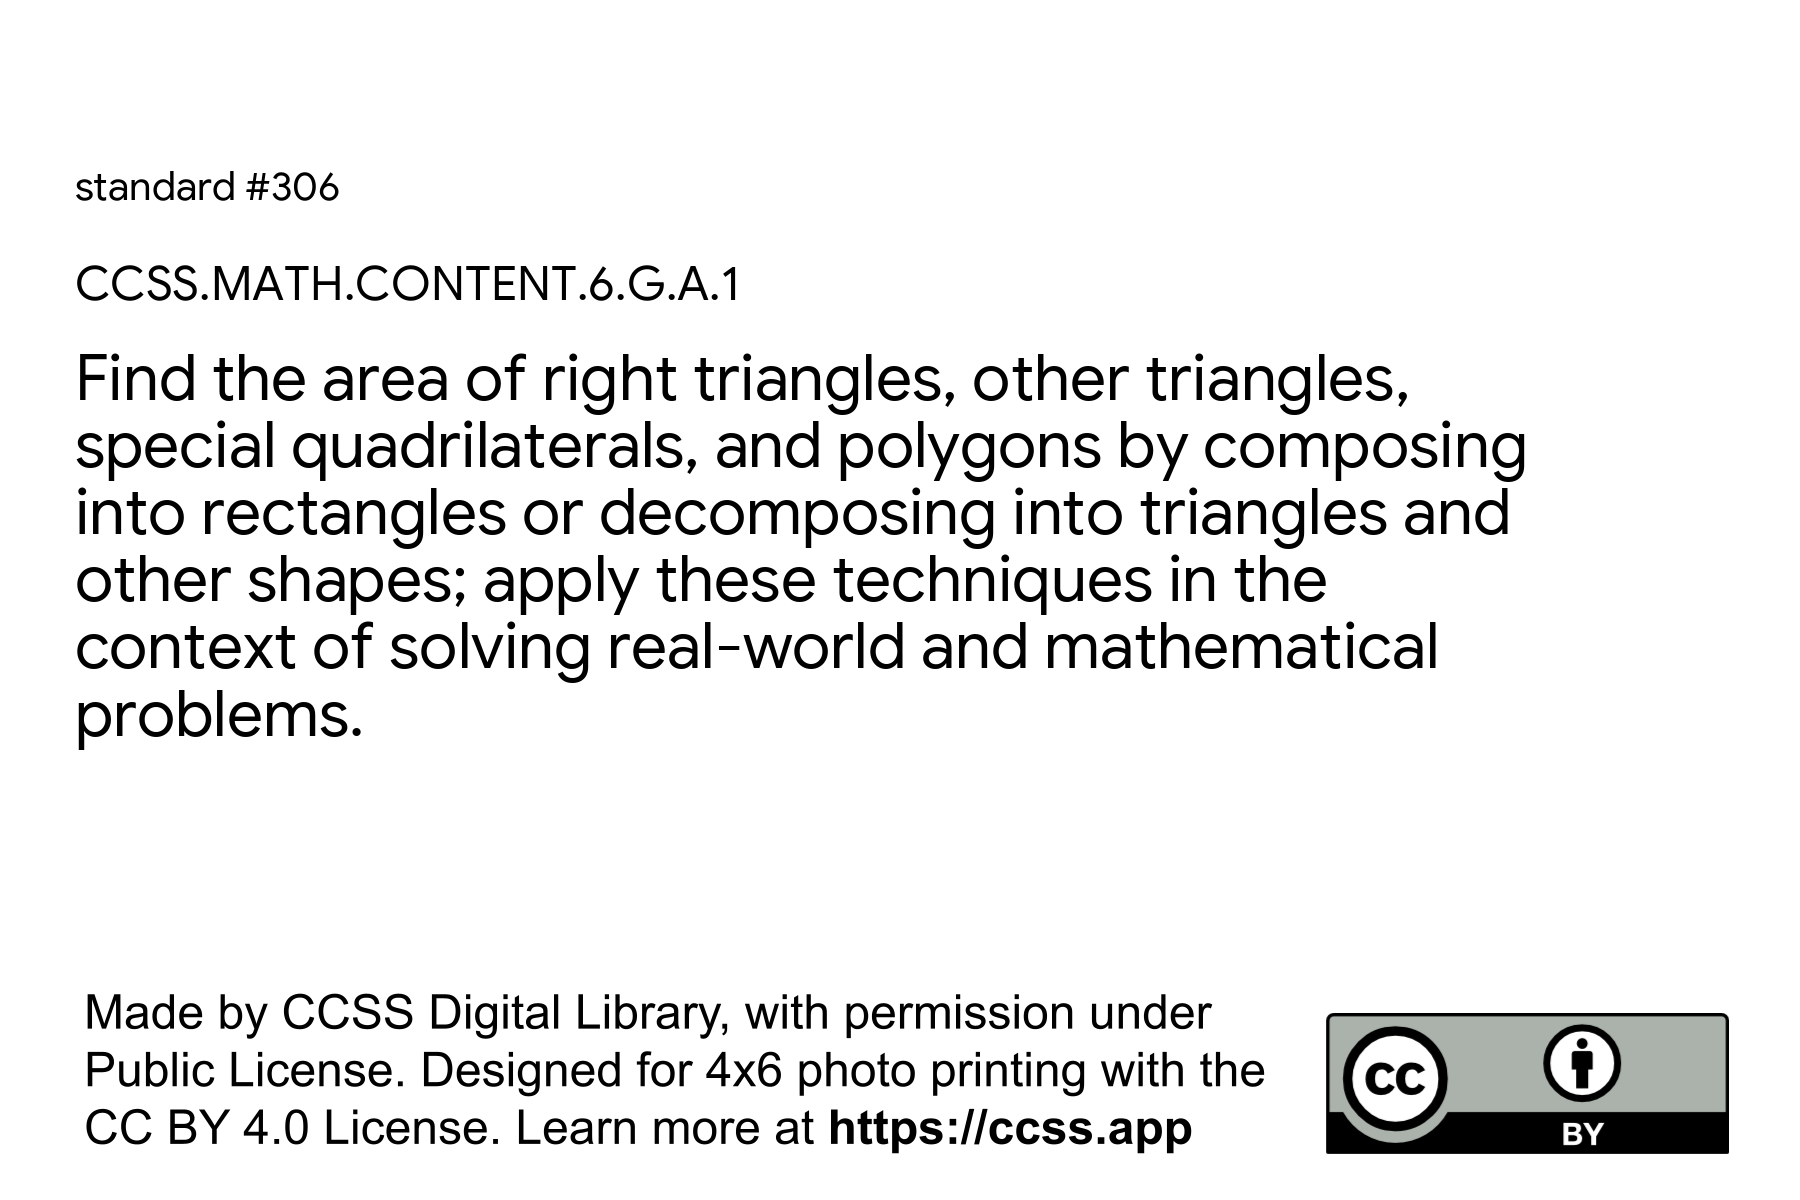 standard #306
CCSS.MATH.CONTENT.6.G.A.1
Find the area of right triangles, other triangles,
special quadrilaterals, and polygons by composing
into rectangles or decomposing into triangles and
other shapes; apply these techniques in the
context of solving real-world and mathematical
problems.
Made by CCSS Digital Library, with permission under
Public License. Designed for 4x6 photo printing with the
CC BY 4.0 License. Learn more at https://ccss.app
cc
BY